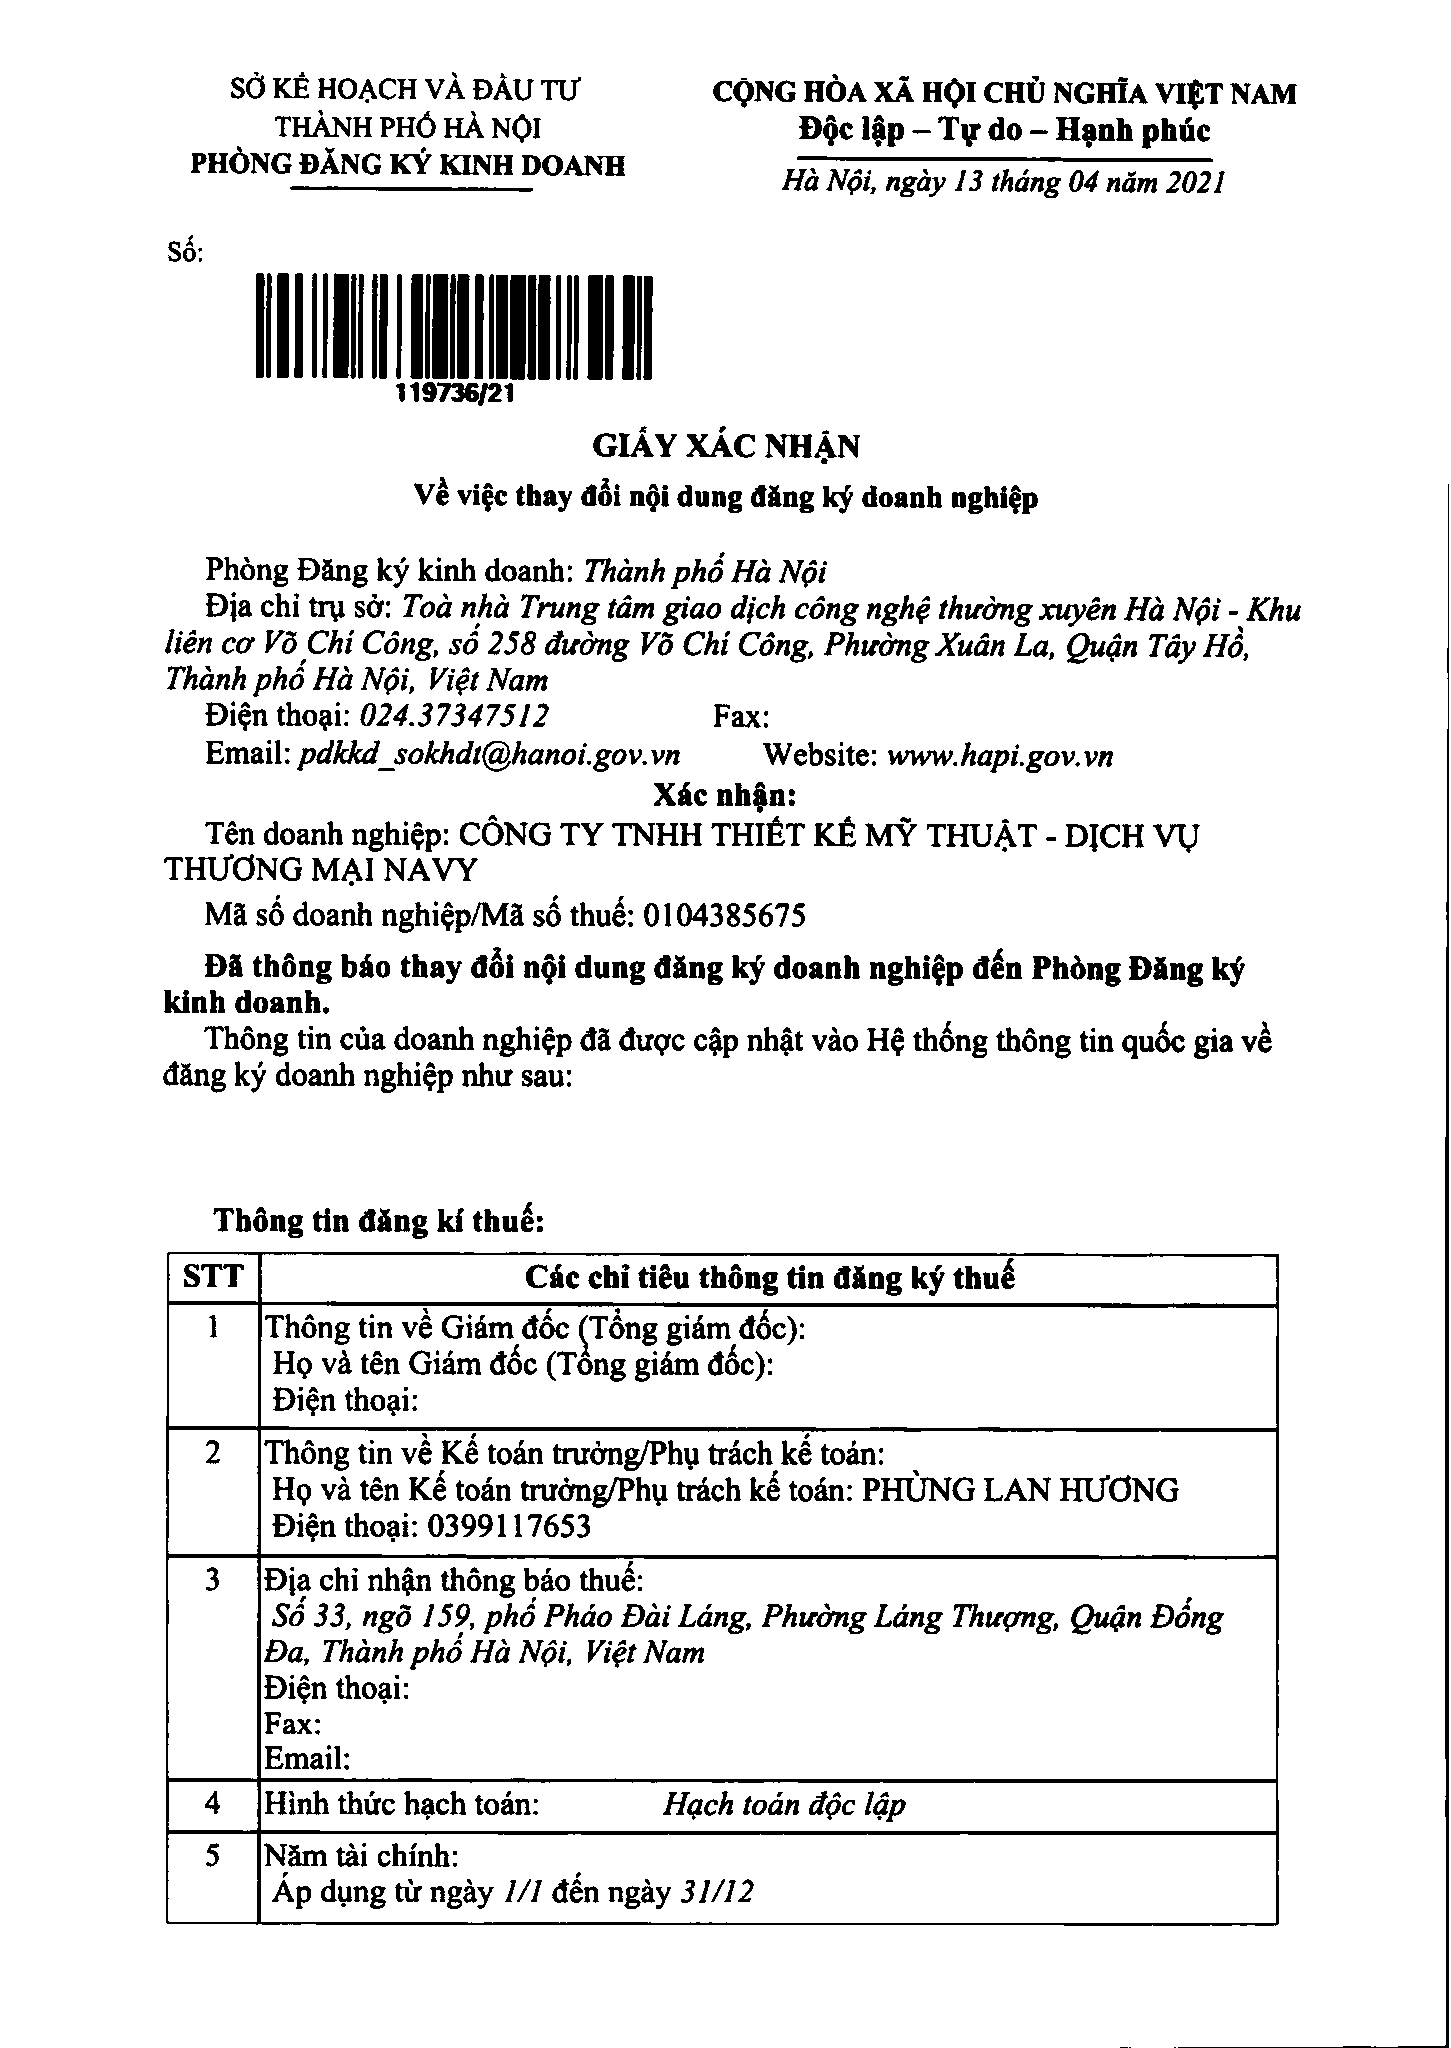 SỞ KẾ HOẠCH VÀ ĐẦU TƯ
THÀNH PHỐ HÀ NỘI
PHÒNG ĐĂNG KÝ KINH DOANH
CỘNG HÒA XÃ HỘI CHỦ NGHĨA VIỆT NAM
Độc lập – Tự do – Hạnh phúc
Hà Nội, ngày 13 tháng 04 năm 2021
Số:
119736/21
GIẤY XÁC NHẬN
Về việc thay đổi nội dung đăng ký doanh nghiệp
Phòng Đăng ký kinh doanh: Thành phố Hà Nội
Địa chỉ trụ sở: Toà nhà Trung tâm giao dịch công nghệ thường xuyên Hà Nội - Khu
liên cơ Võ Chí Công, số 258 đường Võ Chí Công, Phường Xuân La, Quận Tây Hồ,
Thành phố Hà Nội, Việt Nam
Điện thoại: 024.37347512 Fax:
Email: pdkkd_sokhdt@hanoi.gov.vn Website: www.hapi.gov.vn
Xác nhận:
Tên doanh nghiệp: CÔNG TY TNHH THIẾT KẾ MỸ THUẬT - DỊCH VỤ
THƯƠNG MẠI NAVY
Mã số doanh nghiệp/Mã số thuế: 0104385675
Đã thông báo thay đổi nội dung đăng ký doanh nghiệp đến Phòng Đăng ký
kinh doanh.
Thông tin của doanh nghiệp đã được cập nhật vào Hệ thống thông tin quốc gia về
đăng ký doanh nghiệp như sau:
Thông tin đăng kí thuế:
STT Các chỉ tiêu thông tin đăng ký thuế
1 Thông tin về Giám đốc (Tổng giám đốc):
Họ và tên Giám đốc (Tổng giám đốc):
Điện thoại:
2 Thông tin về Kế toán trưởng/Phụ trách kế toán:
Họ và tên Kế toán trưởng/Phụ trách kế toán: PHÙNG LAN HƯƠNG
Điện thoại: 0399117653
3 Địa chỉ nhận thông báo thuế:
Số 33, ngõ 159, phố Pháo Đài Láng, Phường Láng Thượng, Quận Đống
Đa, Thành phố Hà Nội, Việt Nam
Điện thoại:
Fax:
Email:
4 Hình thức hạch toán: Hạch toán độc lập
5 Năm tài chính:
Áp dụng từ ngày 1/1 đến ngày 31/12